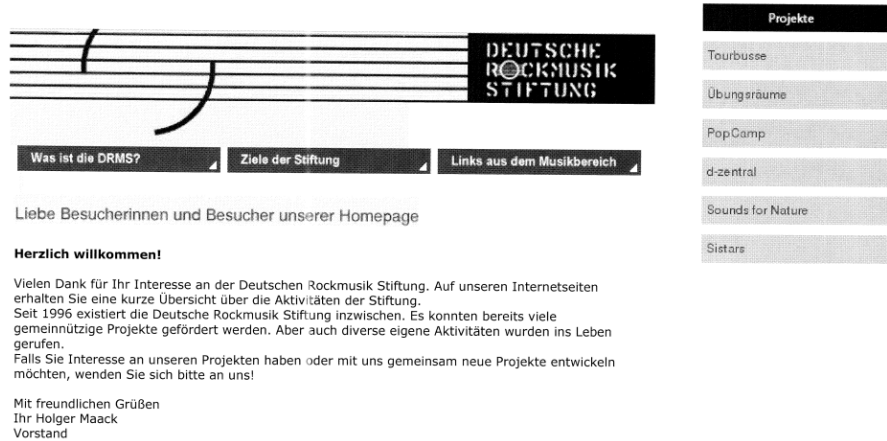 DEUTSCHE
ROCKMUSIK
STIFTUNG
Was ist die DRMS?
Ziele der Stiftung
Links aus dem Musikbereich
Liebe Besucherinnen und Besucher unserer Homepage
Herzlich willkommen!
Vielen Dank für Ihr Interesse an der Deutschen Rockmusik Stiftung. Auf unseren Internetseiten
erhalten Sie eine kurze Übersicht über die Aktivitäten der Stiftung.
Seit 1996 existiert die Deutsche Rockmusik Stiftung inzwischen. Es konnten bereits viele
gemeinnützige Projekte gefördert werden. Aber auch diverse eigene Aktivitäten wurden ins Leben
gerufen.
Falls Sie Interesse an unseren Projekten haben oder mit uns gemeinsam neue Projekte entwickeln
möchten, wenden Sie sich bitte an uns!
Mit freundlichen Grüßen
Ihr Holger Maack
Vorstand
Projekte
Tourbusse
Übungsräume
PopCamp
d-zentral
Sounds for Nature
Sistars